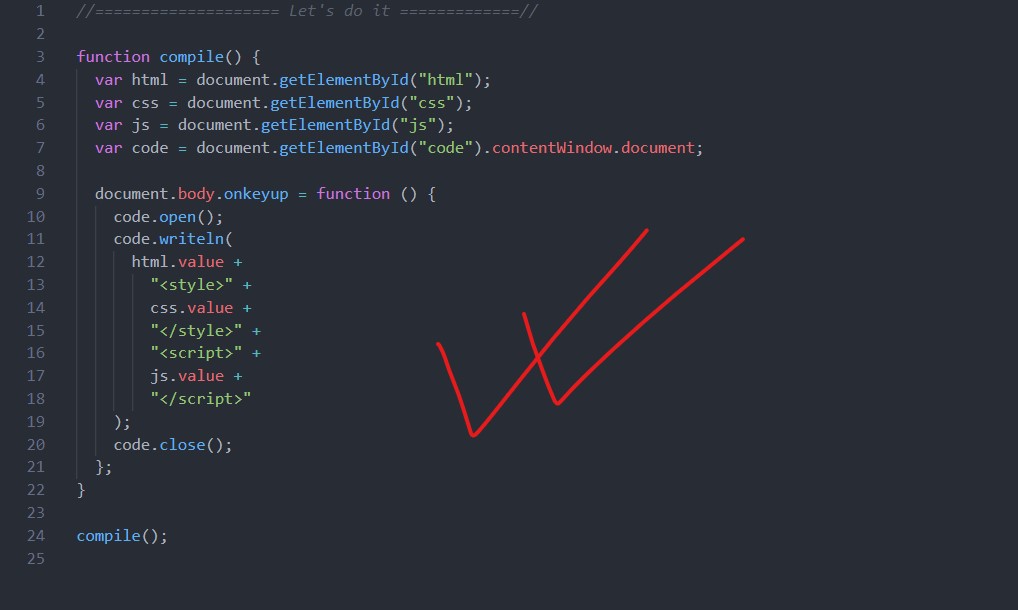 1 //==================== Let's do it =============//
2
3 function compile() {
4 var html = document.getElementById("html");
5 var css = document.getElementById("css");
6 var js = document.getElementById("js");
7 var code = document.getElementById("code").contentWindow.document;
8
9 document.body.onkeyup = function () {
10 code.open();
11 code.writeln(
12 html.value +
13 "<style>" +
14 css.value +
15 "</style>" +
16 "<script>" +
17 js.value +
18 "</script>"
19 );
20 code.close();
21 };
22 }
23
24 compile();
25